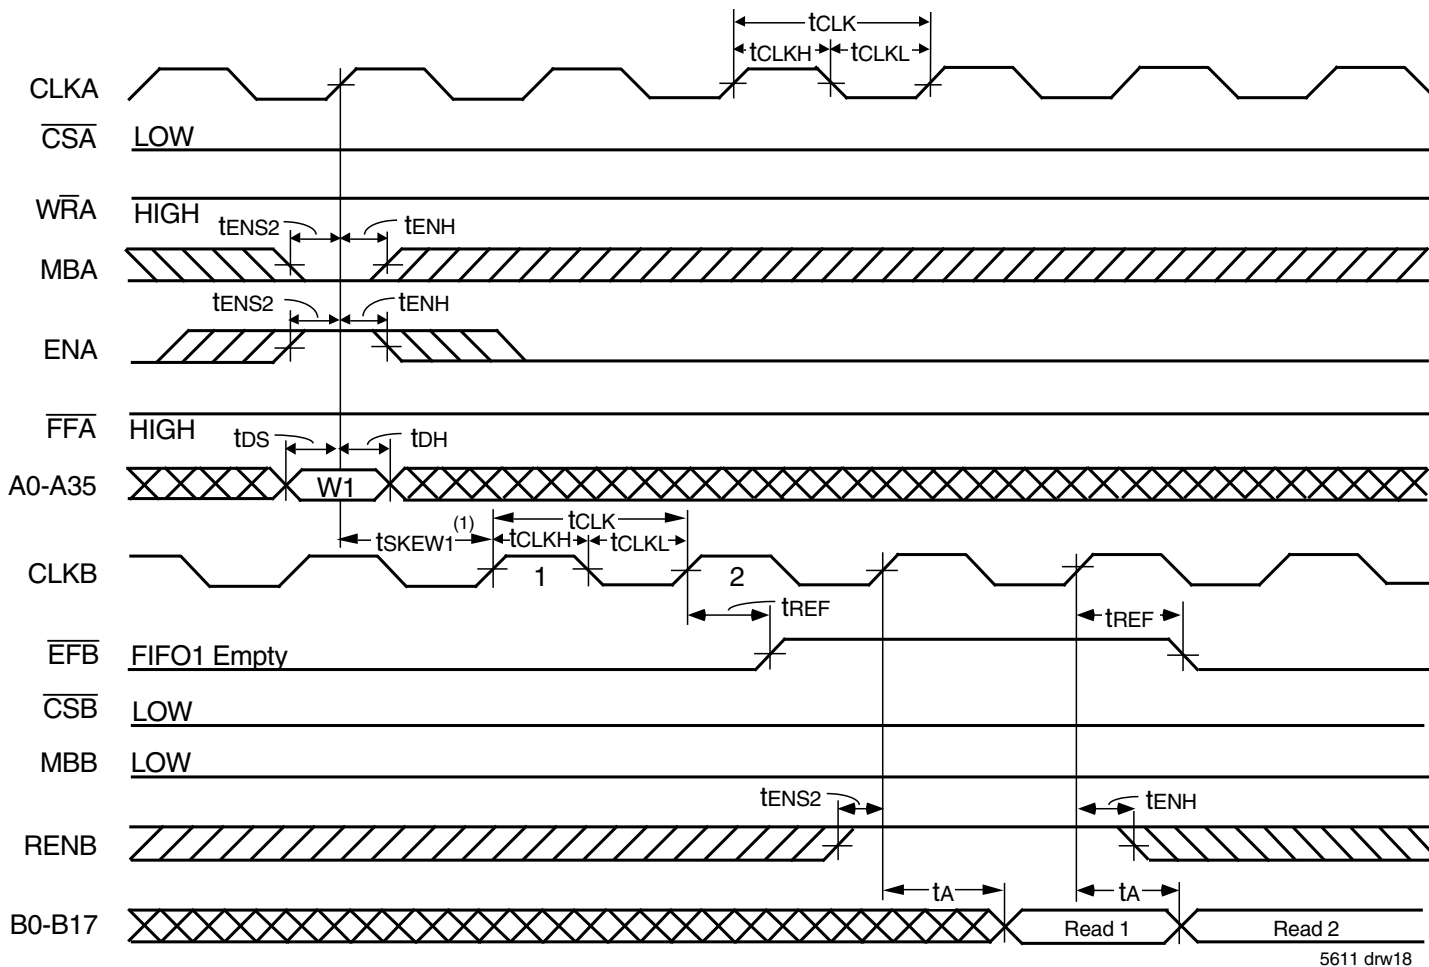 tCLK
tCLKH tCLKL
CLKA
CSA LOW
WRA HIGH
tENS2 tENH
MBA
tENS2 tENH
ENA
FFA HIGH
tDS tDH
A0-A35 W1
tSKEW1 (1) tCLK
tCLKH tCLKL
CLKB 1 2
tREF tREF
EFB FIFO1 Empty
CSB LOW
MBB LOW
tENS2 tENH
RENB
tA tA
B0-B17 Read 1 Read 2
5611 drw18